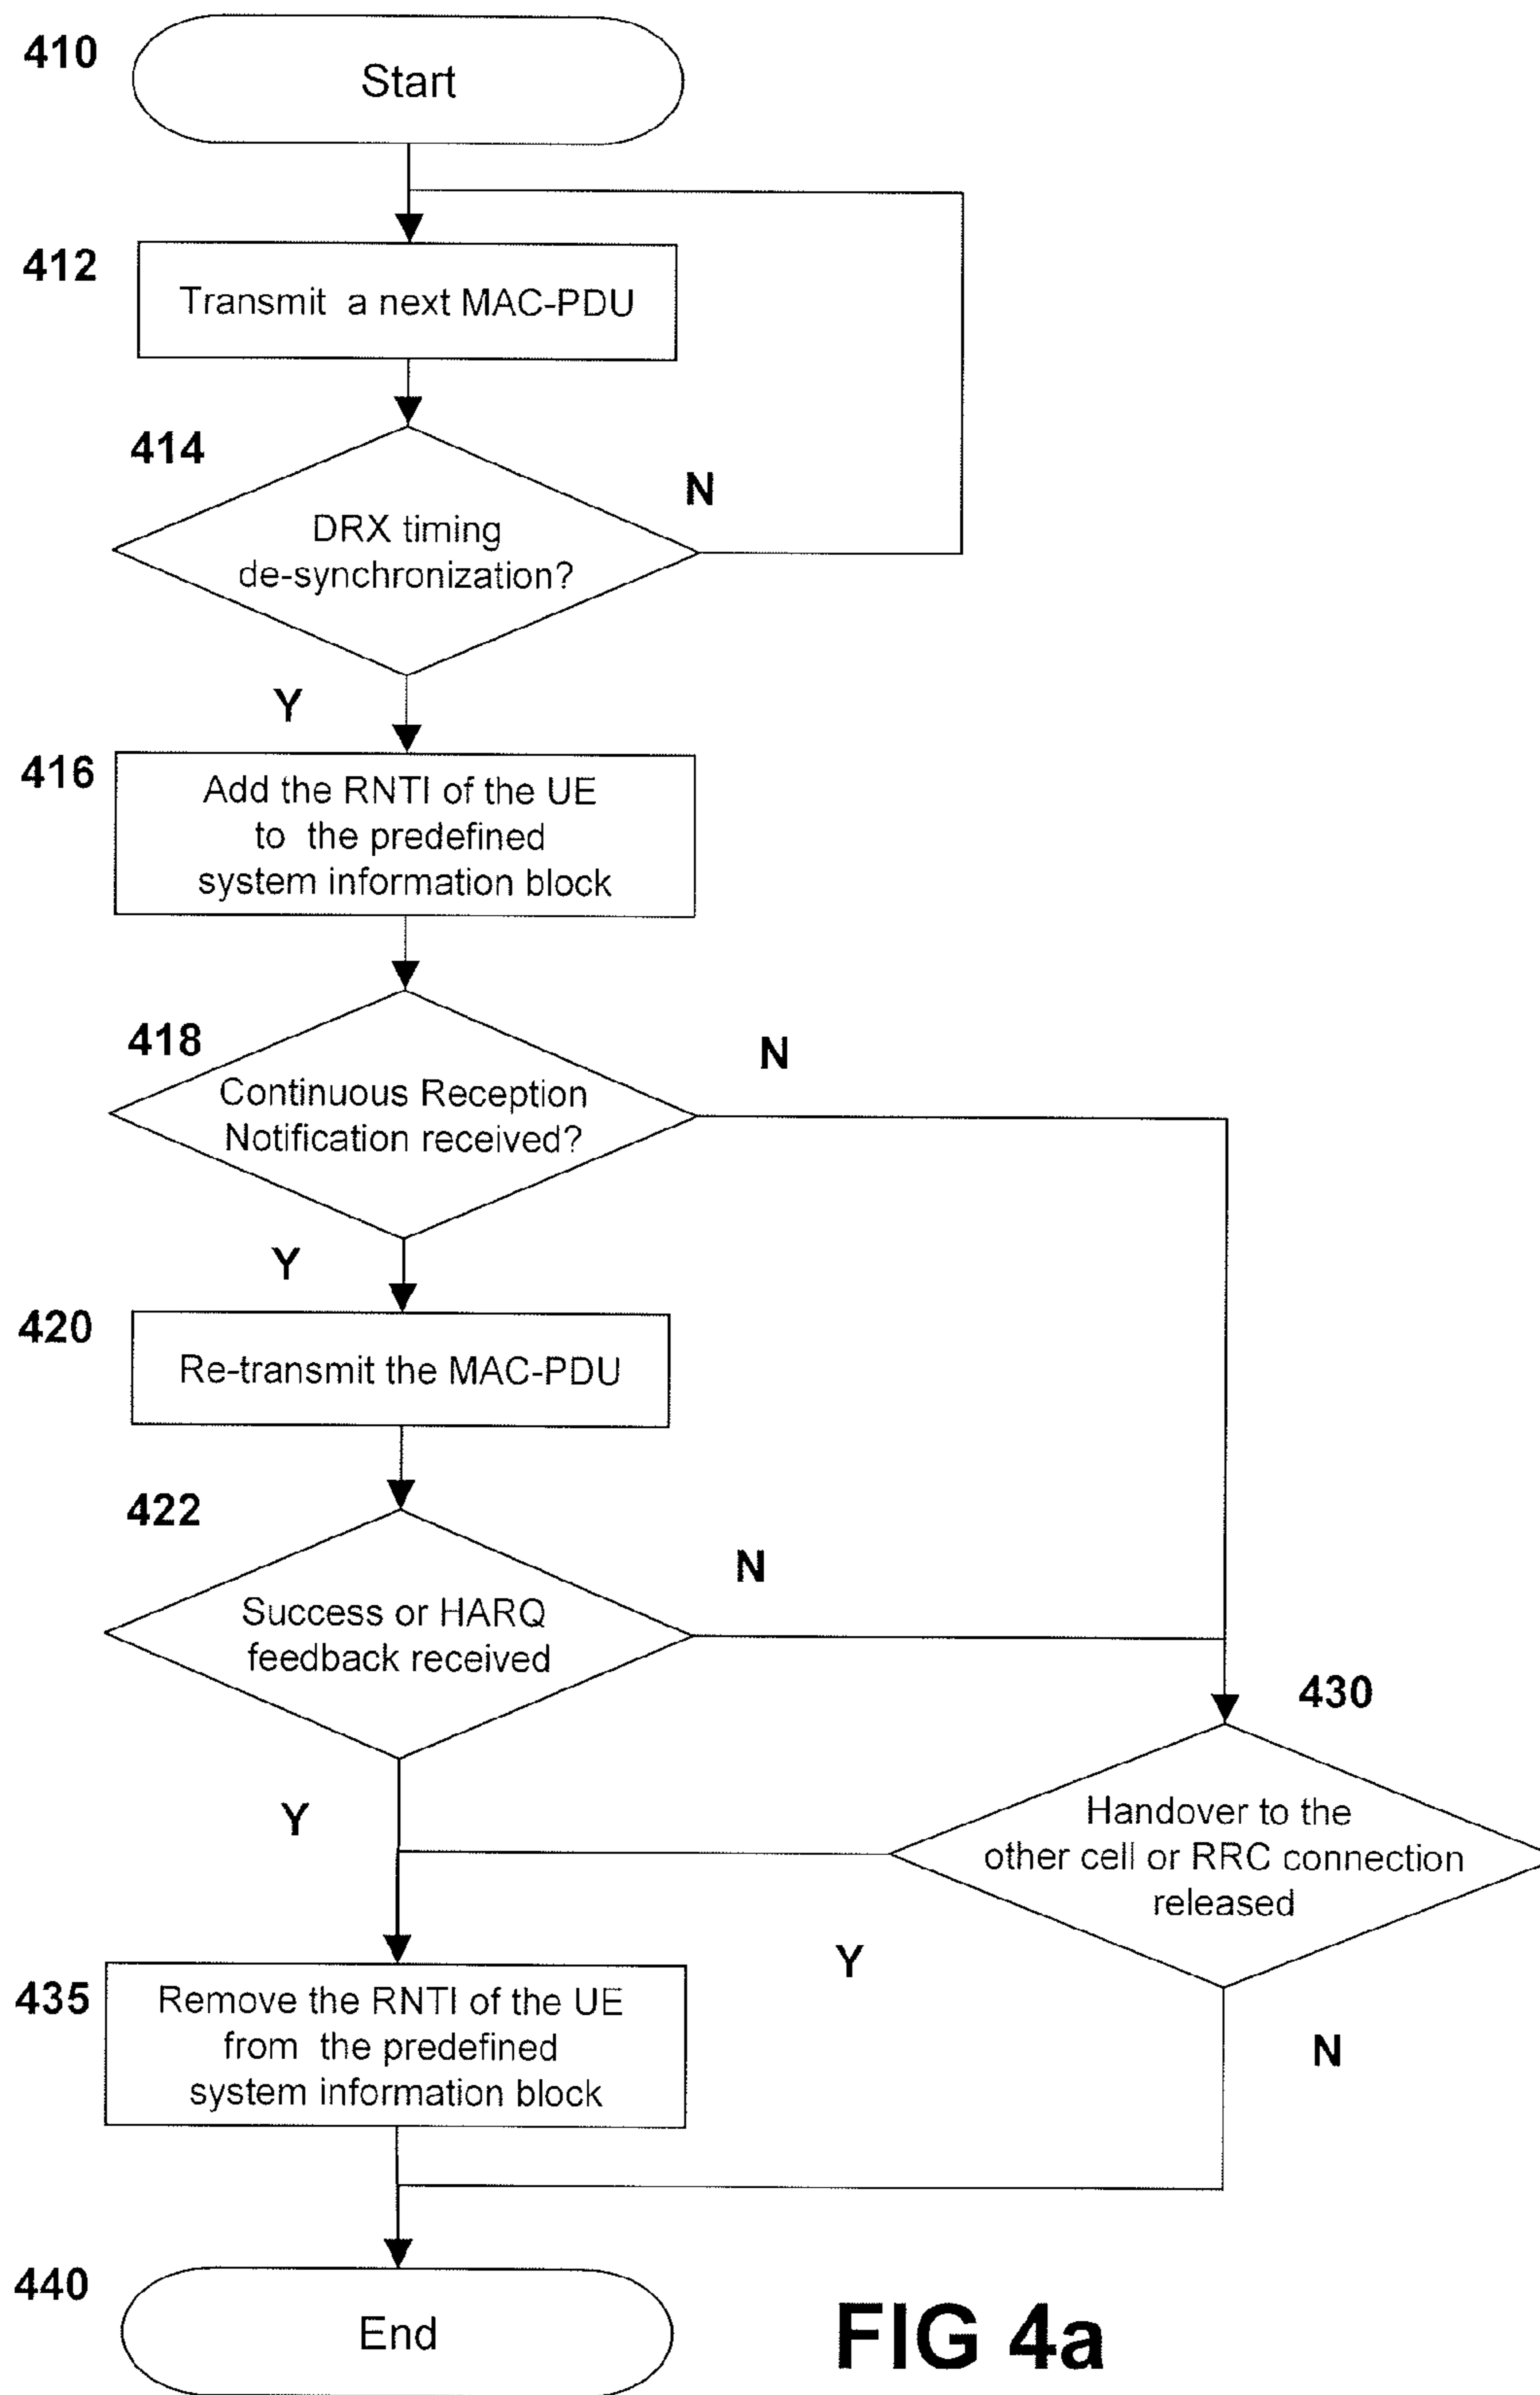 410
Start
412
Transmit a next MAC-PDU
414
N
DRX timing
de-synchronization?
Y
416
Add the RNTI of the UE
to the predefined
system information block
418
N
Continuous Reception
Notification received?
Y
420
Re-transmit the MAC-PDU
422
N
Success or HARQ
feedback received
430
Y
Handover to the
other cell or RRC connection
released
Y
435
Remove the RNTI of the UE
from the predefined
system information block
N
440
End
FIG 4a